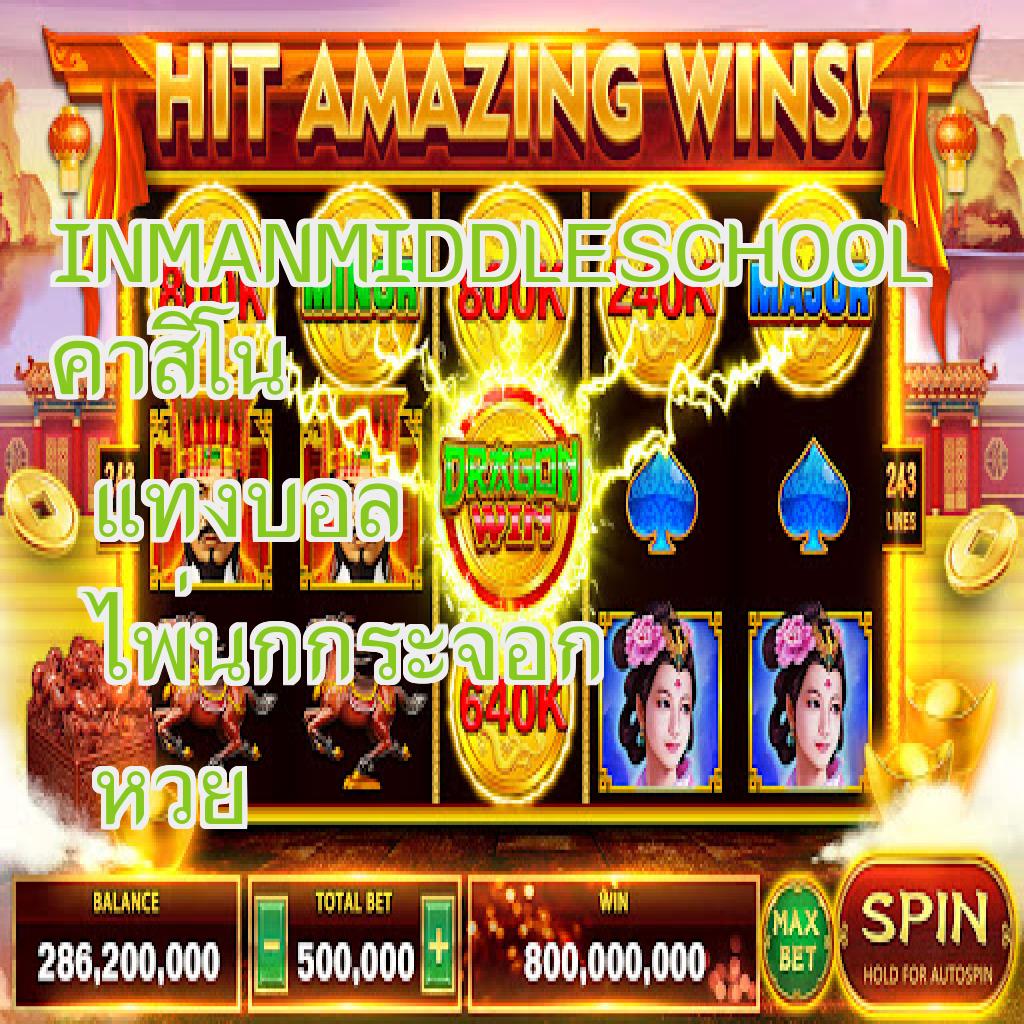 HIT AMAZING WINS!
INMANMIDDLESCHOOL
800K MINOR 800K 240K MAJOR
คาสิโน
243 DRAGON 243
แทงบอล WIN LINES
ไพ่นกกระจอก
640K
หวย
BALANCE TOTAL BET WIN
286,200,000 - 500,000 + 800,000,000
MAX BET
SPIN
HOLD FOR AUTOSPIN